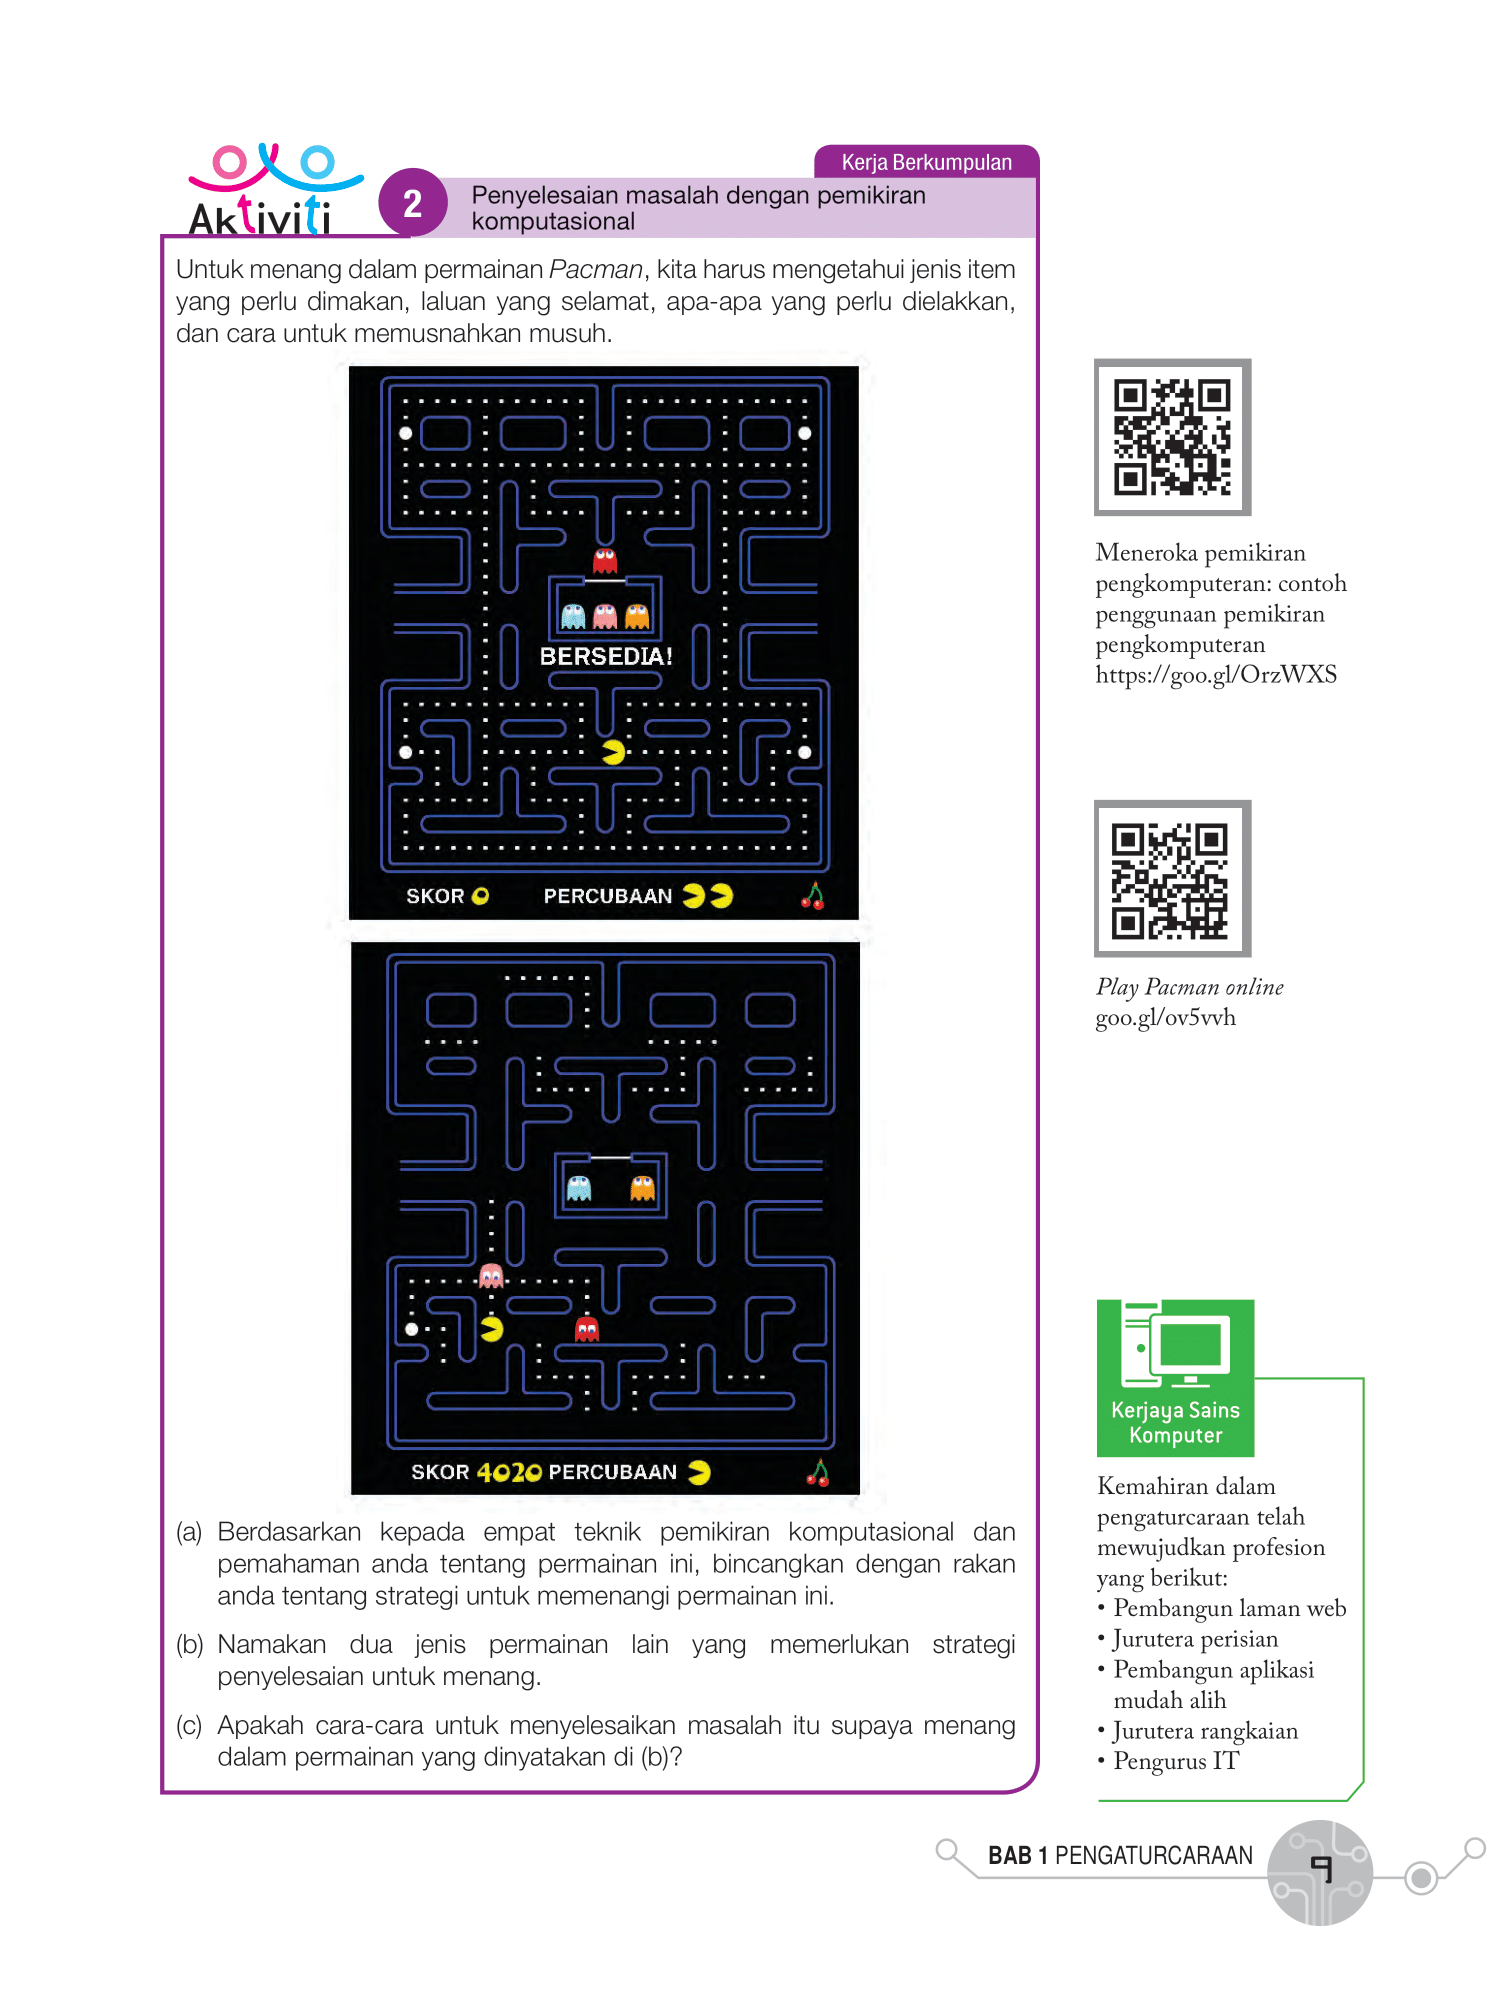 Aktiviti
2
Kerja Berkumpulan
Penyelesaian masalah dengan pemikiran
komputasional
Untuk menang dalam permainan Pacman, kita harus mengetahui jenis item
yang perlu dimakan, laluan yang selamat, apa-apa yang perlu dielakkan,
dan cara untuk memusnahkan musuh.
BERSEDIA!
SKOR 0 PERCUBAAN
SKOR 4020 PERCUBAAN
(a) Berdasarkan kepada empat teknik pemikiran komputasional dan
pemahaman anda tentang permainan ini, bincangkan dengan rakan
anda tentang strategi untuk memenangi permainan ini.
(b) Namakan dua jenis permainan lain yang memerlukan strategi
penyelesaian untuk menang.
(c) Apakah cara-cara untuk menyelesaikan masalah itu supaya menang
dalam permainan yang dinyatakan di (b)?
Meneroka pemikiran
pengkomputeran: contoh
penggunaan pemikiran
pengkomputeran
https://goo.gl/OrzWXS
Play Pacman online
goo.gl/ov5vvh
Kerjaya Sains
Komputer
Kemahiran dalam
pengaturcaraan telah
mewujudkan profesion
yang berikut:
• Pembangun laman web
• Jurutera perisian
• Pembangun aplikasi
mudah alih
• Jurutera rangkaian
• Pengurus IT
BAB 1 PENGATURCARAAN
9